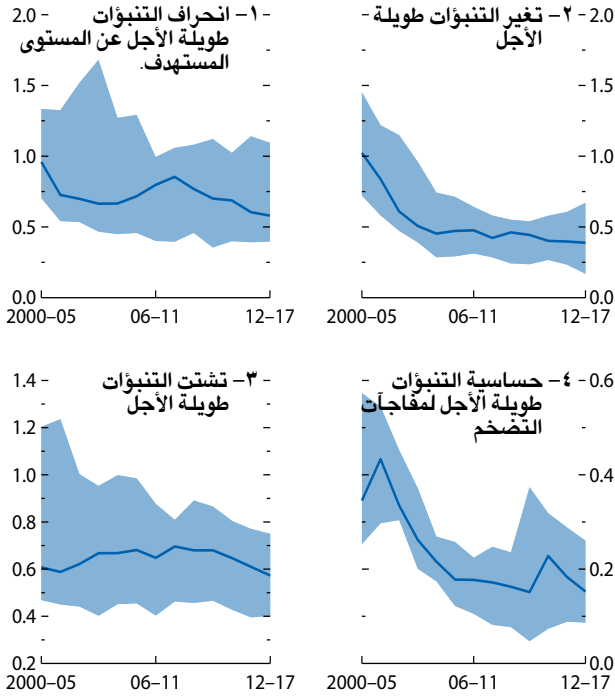 ١- انحراف التنبؤات
طويلة الأجل عن المستوى
المستهدف.
2.0
1.5
1.0
0.5
0.0
2000–05 06–11 12–17
٢- تغير التنبؤات طويلة
الأجل
2.0
1.5
1.0
0.5
0.0
2000–05 06–11 12–17
٣- تشتت التنبؤات
طويلة الأجل
1.4
1.2
1.0
0.8
0.6
0.4
0.2
2000–05 06–11 12–17
٤- حساسية التنبؤات
طويلة الأجل لمفاجآت
التضخم
0.6
0.4
0.2
0.0
2000–05 06–11 12–17